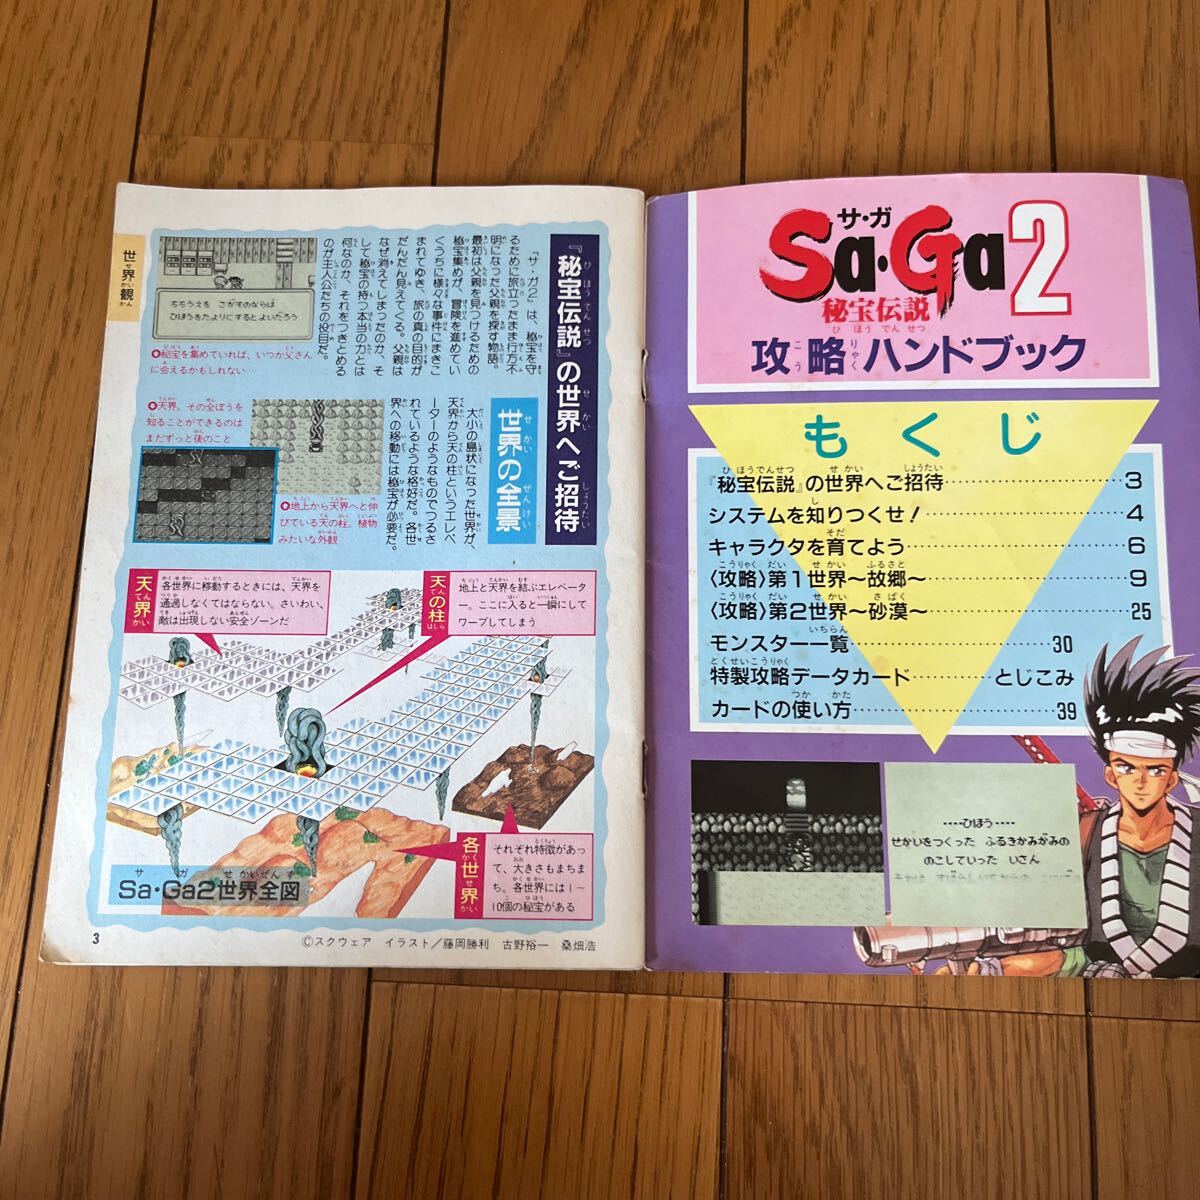 サ・ガ
Sa・Ga2
秘宝伝説
ひほうでんせつ
攻略ハンドブック
こうりゃく
もくじ
『秘宝伝説』の世界へご招待…………3
システムを知りつくせ!…………4
キャラクタを育てよう…………6
〈攻略〉第1世界〜故郷〜…………9
〈攻略〉第2世界〜砂漠〜…………25
モンスター一覧…………30
特製攻略データカード…………とじこみ
カードの使い方…………39
----ひほう----
せかいをつくった ふるきかみがみの
のこしていった いさん
『秘宝伝説』の世界へご招待
世界観
『サ・ガ2』は、秘宝を守
るために旅立ったまま行方不
明になった父親を探す物語。
最初は父親を見つけるための
秘宝集めが、冒険を進めてい
くうちに様々な事件にまきこ
まれてゆき、旅の真の目的が
だんだん見えてくる。父親は
なぜ消えてしまったのか、そ
して秘宝の持つ本当の力とは
何なのか、それをつきとめる
のが主人公たちの役目だ。
ちちうえを さがすのならば
ひほうをたよりにするとよいだろう
秘宝を集めていれば、いつか父さん
に会えるかもしれない…
世界の全景
大小の島状になった世界が、
天界から天の柱というエレベ
ーターのようなものでつるさ
れているような格好だ。各世
界への移動には秘宝が必要だ。
天界。その全ぼうを
知ることができるのは
まだずっと後のこと
地上から天界へと伸
びている天の柱。植物
みたいな外観
天界
各世界に移動するときには、天界を
通過しなくてはならない。さいわい、
敵は出現しない安全ゾーンだ
天の柱
地上と天界を結ぶエレベータ
ー。ここに入ると一瞬にして
ワープしてしまう
各世界
それぞれ特徴があっ
て、大きさもまちま
ち。各世界には1〜
10個の秘宝がある
Sa・Ga2世界全図
3
©スクウェア イラスト/藤岡勝利 古野裕一 桑畑浩